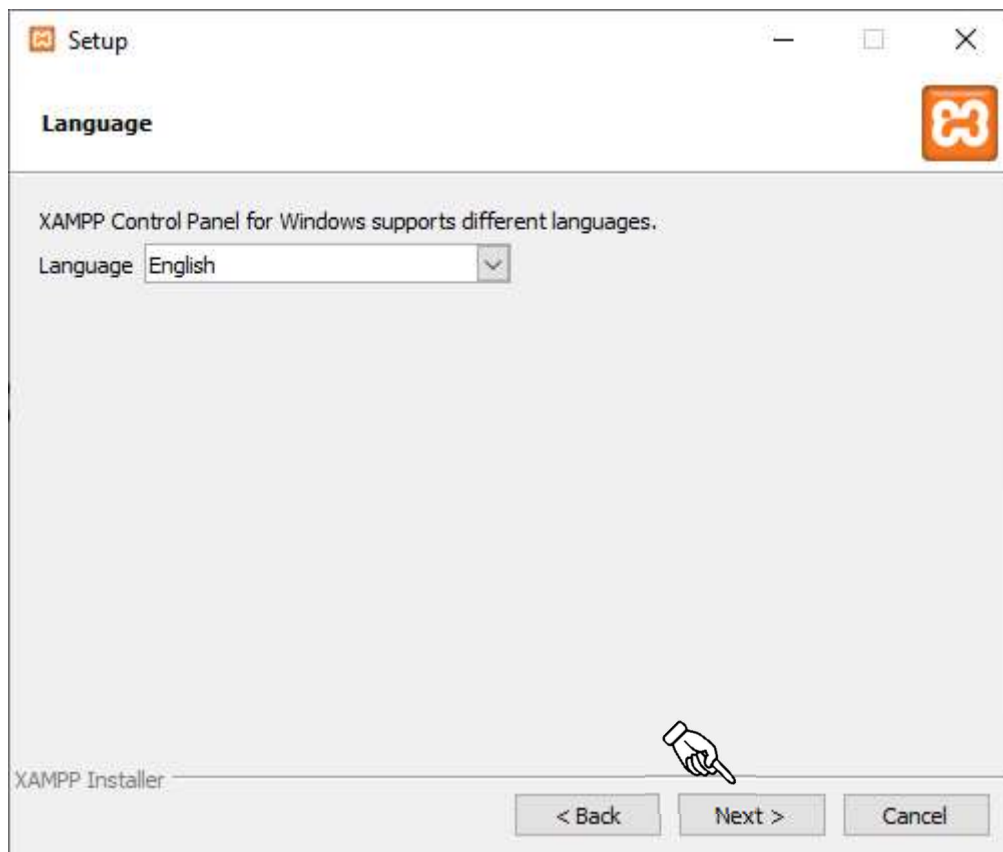 Setup
Language
XAMPP Control Panel for Windows supports different languages.
Language English
XAMPP Installer
< Back Next > Cancel